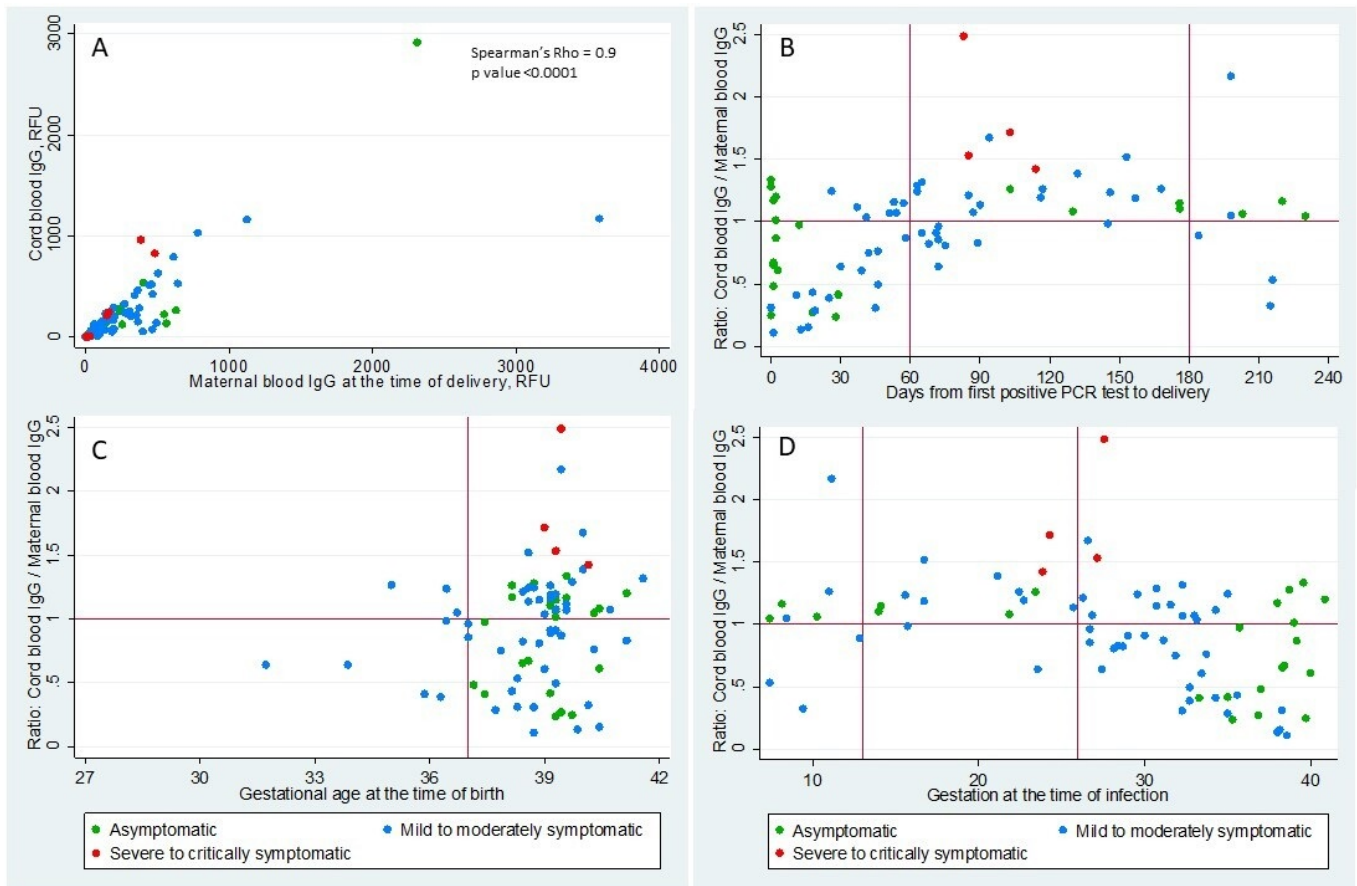 A
Spearman's Rho = 0.9
p value<0.0001
Cord blood IgG, RFU
3000
2000
1000
0
0 1000 2000 3000 4000
Maternal blood IgG at the time of delivery, RFU
B
Ratio: Cord blood IgG / Maternal blood IgG
2.5
2
1.5
1
.5
0
0 30 60 90 120 150 180 210 240
Days from first positive PCR test to delivery
C
Ratio: Cord blood IgG / Maternal blood IgG
2.5
2
1.5
1
.5
0
27 30 33 36 39 42
Gestational age at the time of birth
Asymptomatic
Mild to moderately symptomatic
Severe to critically symptomatic
D
Ratio: Cord blood IgG / Maternal blood IgG
2.5
2
1.5
1
.5
0
10 20 30 40
Gestation at the time of infection
Asymptomatic
Mild to moderately symptomatic
Severe to critically symptomatic